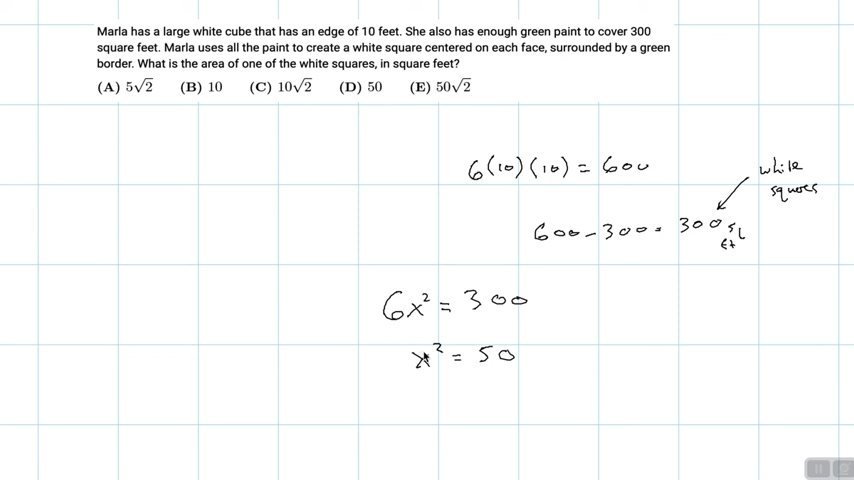 Marla has a large white cube that has an edge of 10 feet. She also has enough green paint to cover 300
square feet. Marla uses all the paint to create a white square centered on each face, surrounded by a green
border. What is the area of one of the white squares, in square feet?
(A) 5√2 (B) 10 (C) 10√2 (D) 50 (E) 50√2
6(10)(10) = 600
white
squares
600 - 300 = 300 sq
ft
6x² = 300
x² = 50